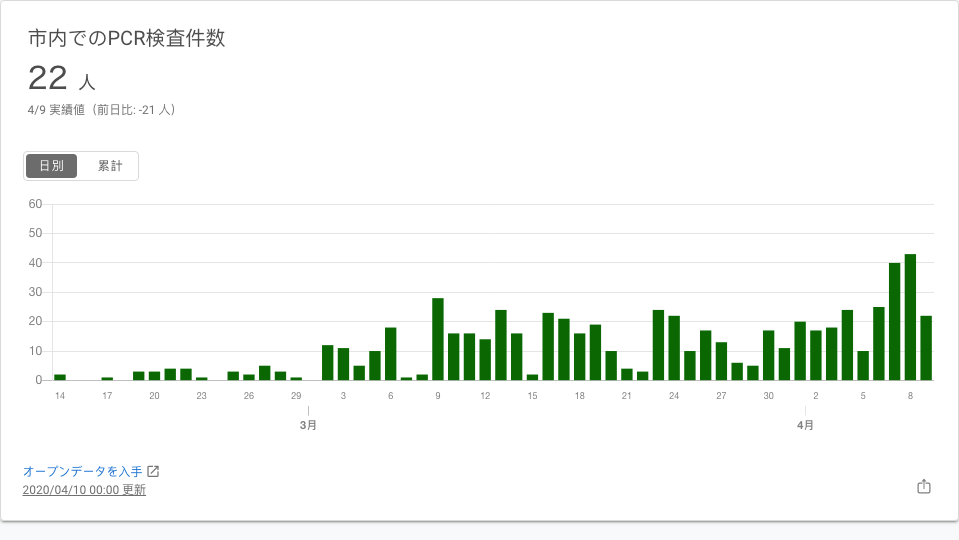 市内でのPCR検査件数
22 人
4/9 実績値（前日比: -21 人）
日別 累計
60
50
40
30
20
10
0
14 17 20 23 26 29 3 6 9 12 15 18 21 24 27 30 2 5 8
3月 4月
オープンデータを入手
2020/04/10 00:00 更新